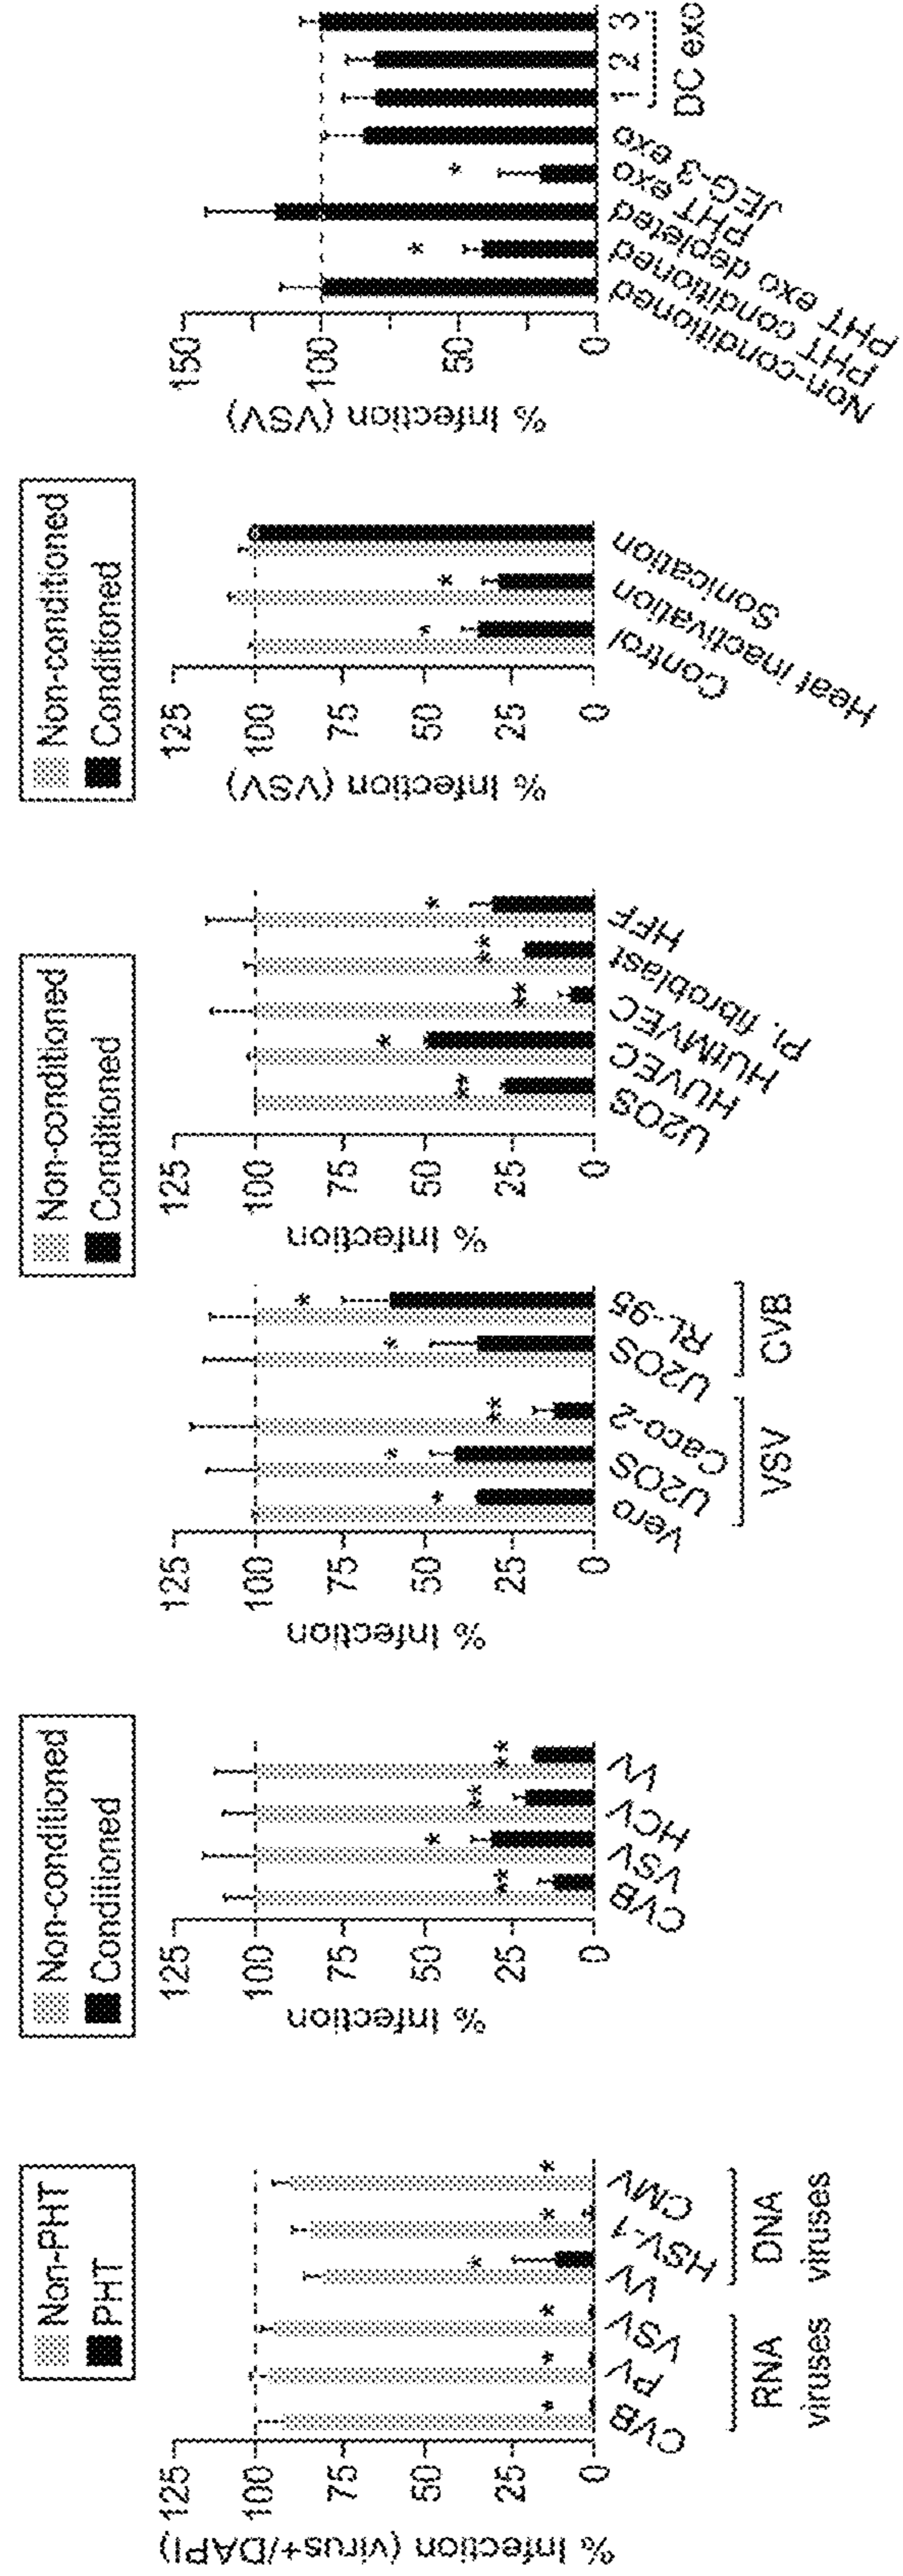 Non-PHT
PHT
% Infection (virus+/DAPI)
125
100
75
50
25
0
CVB
PV
VSV
VV
HSV-1
CMV
RNA
viruses
DNA
viruses
Non-conditioned
Conditioned
% Infection
125
100
75
50
25
0
CVB
VSV
HCV
VV
% Infection
125
100
75
50
25
0
Vero
U2OS
Caco-2
U2OS
RL-95
VSV
CVB
Non-conditioned
Conditioned
% Infection
125
100
75
50
25
0
U2OS
HUVEC
HUtMVEC
Pl. fibroblast
HFF
Non-conditioned
Conditioned
% Infection (VSV)
125
100
75
50
25
0
Control
Heat inactivation
Sonication
% Infection (VSV)
150
100
50
0
Non-conditioned
PHT conditioned
PHT exo depleted
PHT exo
JEG-3 exo
1 2 3
DC exo